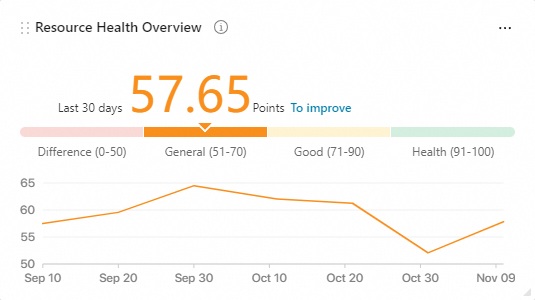 Resource Health Overview
Last 30 days 57.65 Points To improve
Difference (0-50) General (51-70) Good (71-90) Health (91-100)
65
60
55
50
Sep 10 Sep 20 Sep 30 Oct 10 Oct 20 Oct 30 Nov 09